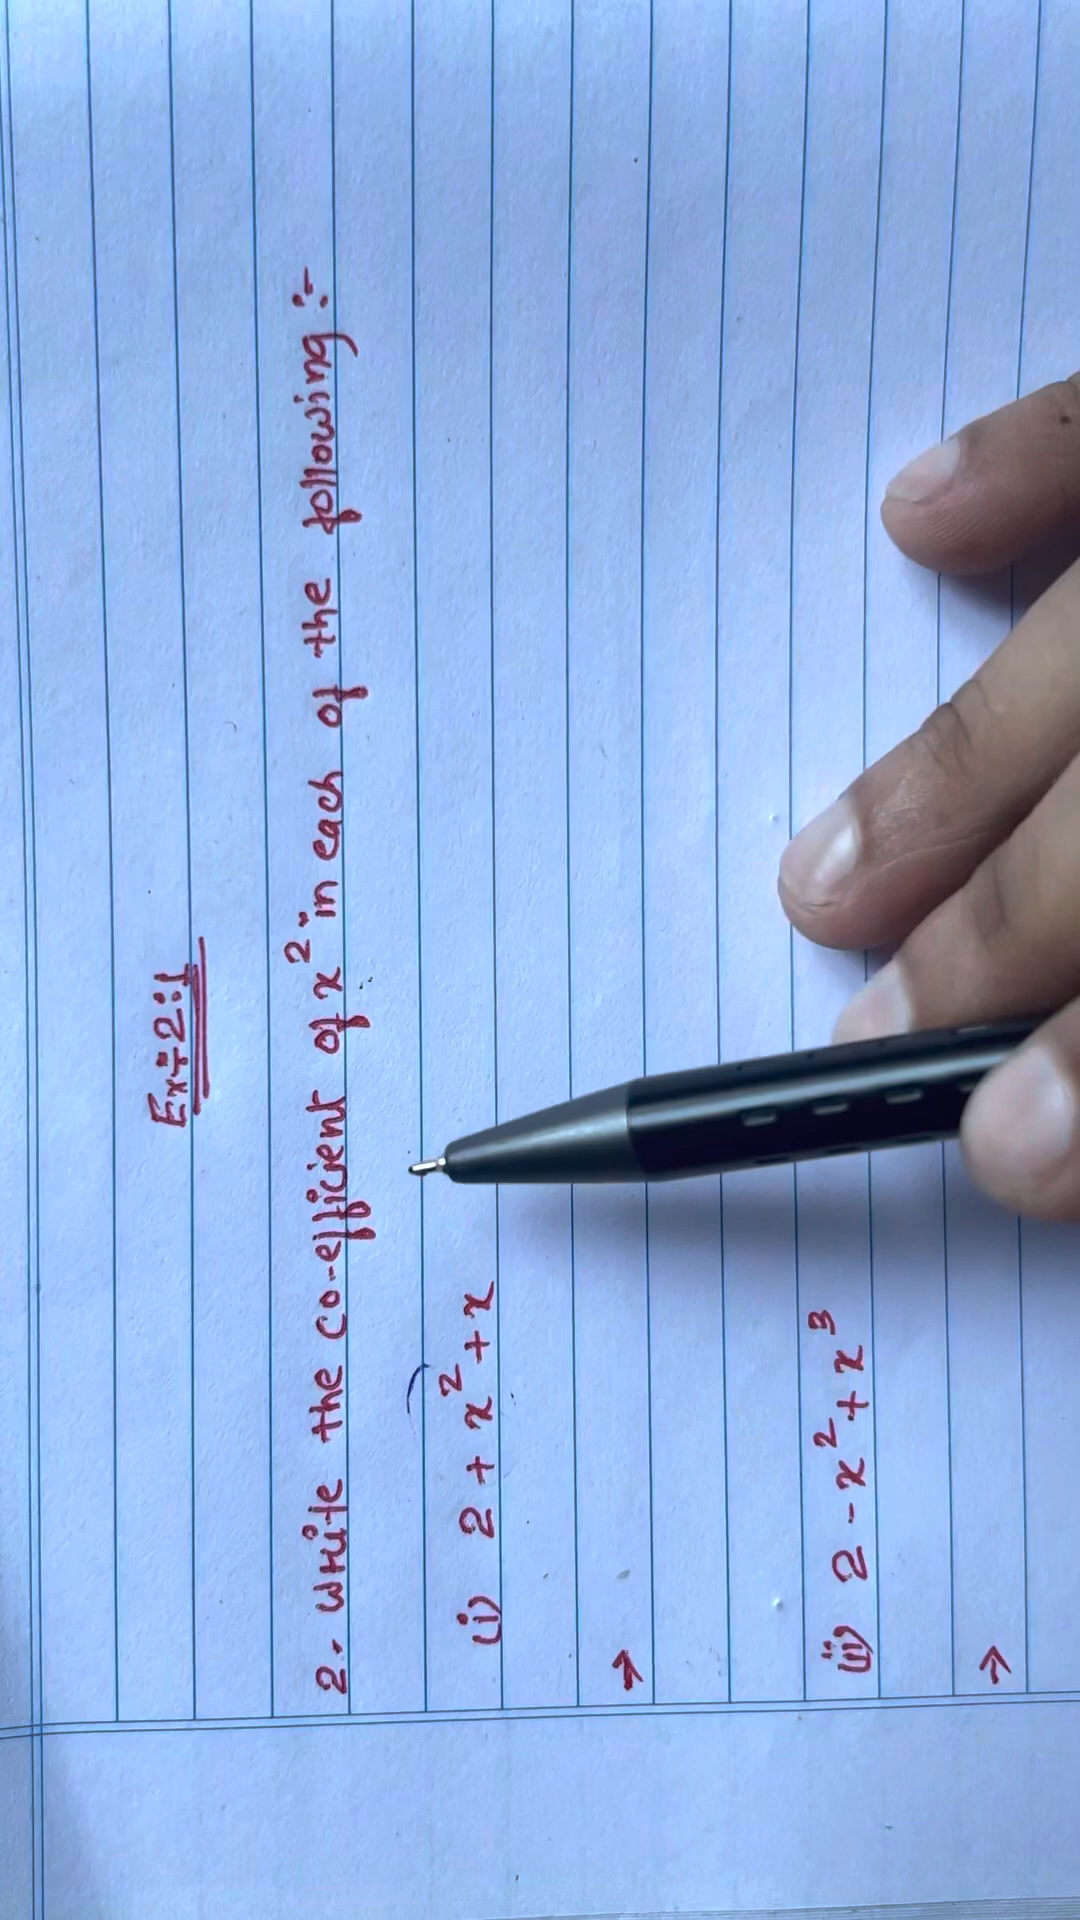 Ex÷2:1
2. write the co-efficient of x² in each of the following :-
(i) 2 + x² + x
→
(ii) 2 - x² + x³
→